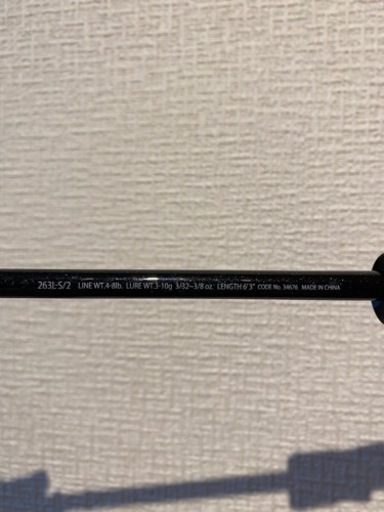 263L-S/2 LINE WT.4-8lb. LURE WT.3-10g 3/32~3/8 oz. LENGTH 6'3" CODE No. 34676 MADE IN CHINA